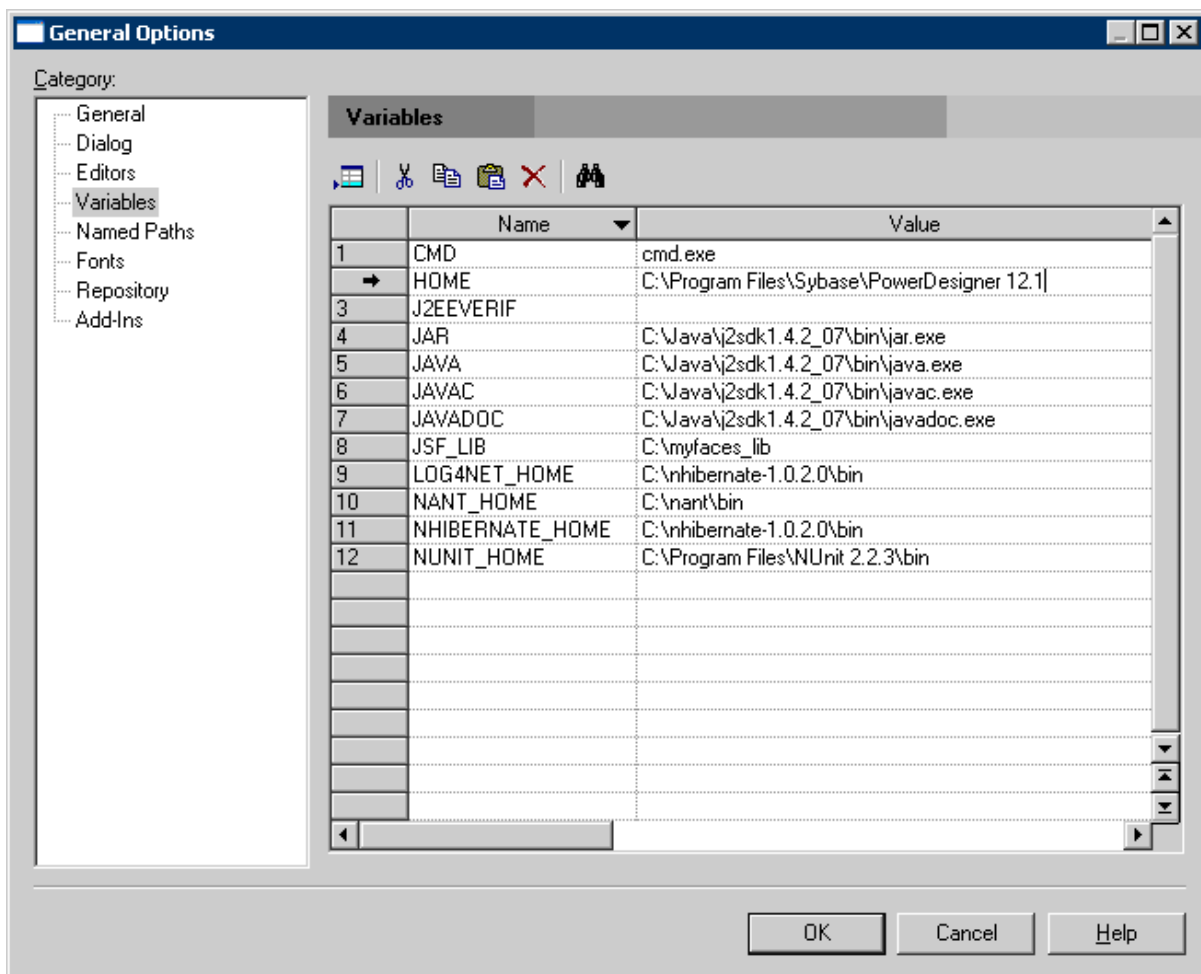 General Options
Category:
General
Dialog
Editors
Variables
Named Paths
Fonts
Repository
Add-Ins
Variables
Name Value
1 CMD cmd.exe
HOME C:\Program Files\Sybase\PowerDesigner 12.1
3 J2EEVERIF
4 JAR C:\Java\j2sdk1.4.2_07\bin\jar.exe
5 JAVA C:\Java\j2sdk1.4.2_07\bin\java.exe
6 JAVAC C:\Java\j2sdk1.4.2_07\bin\javac.exe
7 JAVADOC C:\Java\j2sdk1.4.2_07\bin\javadoc.exe
8 JSF_LIB C:\myfaces_lib
9 LOG4NET_HOME C:\nhibernate-1.0.2.0\bin
10 NANT_HOME C:\nant\bin
11 NHIBERNATE_HOME C:\nhibernate-1.0.2.0\bin
12 NUNIT_HOME C:\Program Files\NUnit 2.2.3\bin
OK Cancel Help